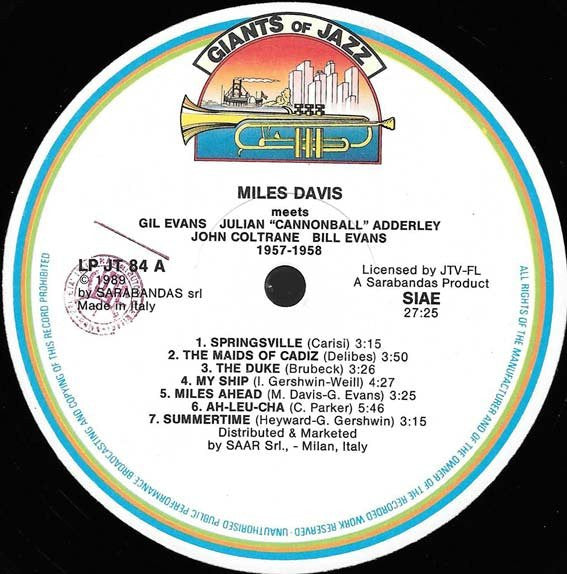 GIANTS OF JAZZ
MILES DAVIS
meets
GIL EVANS JULIAN "CANNONBALL" ADDERLEY
JOHN COLTRANE BILL EVANS
1957-1958
LP JT 84 A
© 1989
by SARABANDAS srl
Made in Italy
Licensed by JTV-FL
A Sarabandas Product
SIAE
27:25
1. SPRINGSVILLE (Carisi) 3:15
2. THE MAIDS OF CADIZ (Delibes) 3:50
3. THE DUKE (Brubeck) 3:26
4. MY SHIP (I. Gershwin-Weill) 4:27
5. MILES AHEAD (M. Davis-G. Evans) 3:25
6. AH-LEU-CHA (C. Parker) 5:46
7. SUMMERTIME (Heyward-G. Gershwin) 3:15
Distributed & Marketed
by SAAR Srl., - Milan, Italy
ALL RIGHTS OF THE MANUFACTURER AND OF THE OWNER OF THE RECORDED WORK RESERVED - UNAUTHORISED PUBLIC PERFORMANCE BROADCASTING AND COPYING OF THIS RECORD PROHIBITED